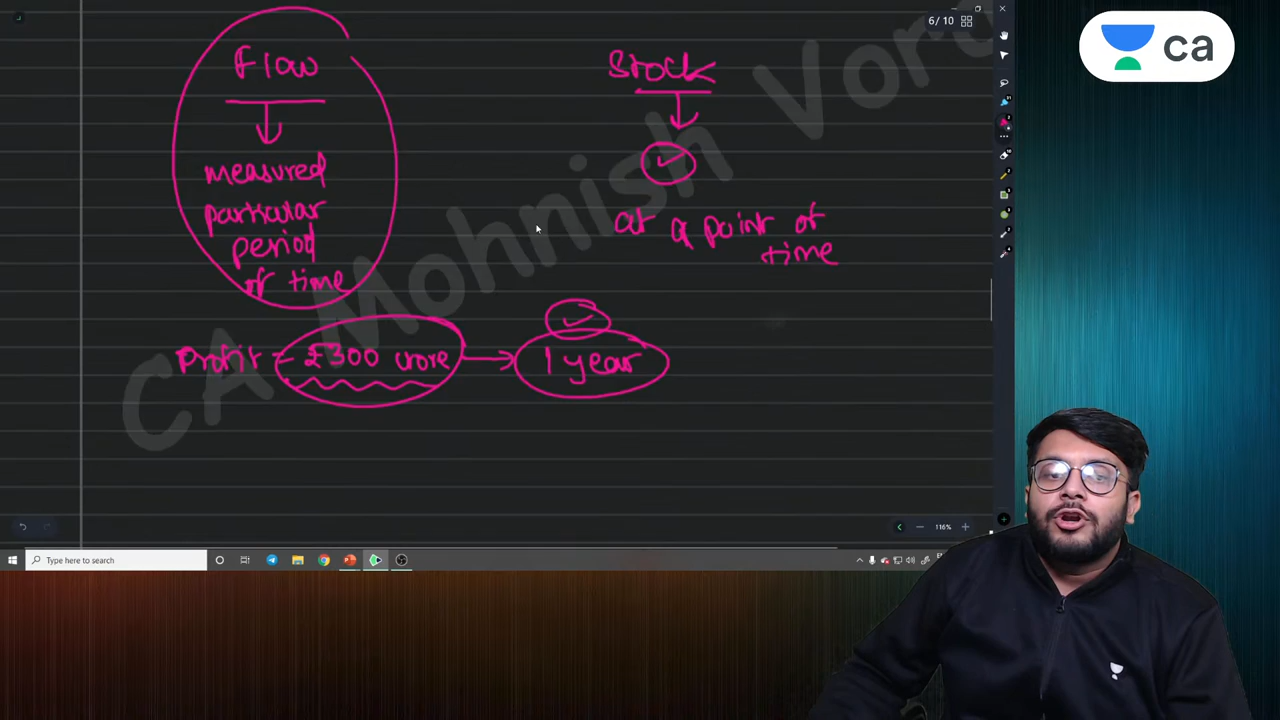 6/10
ca
Flow
Stock
measured
particular
period
of time
at a point of
time
Profit = £300 crore → 1 year
CA Mohnish Vora
116%
Type here to search